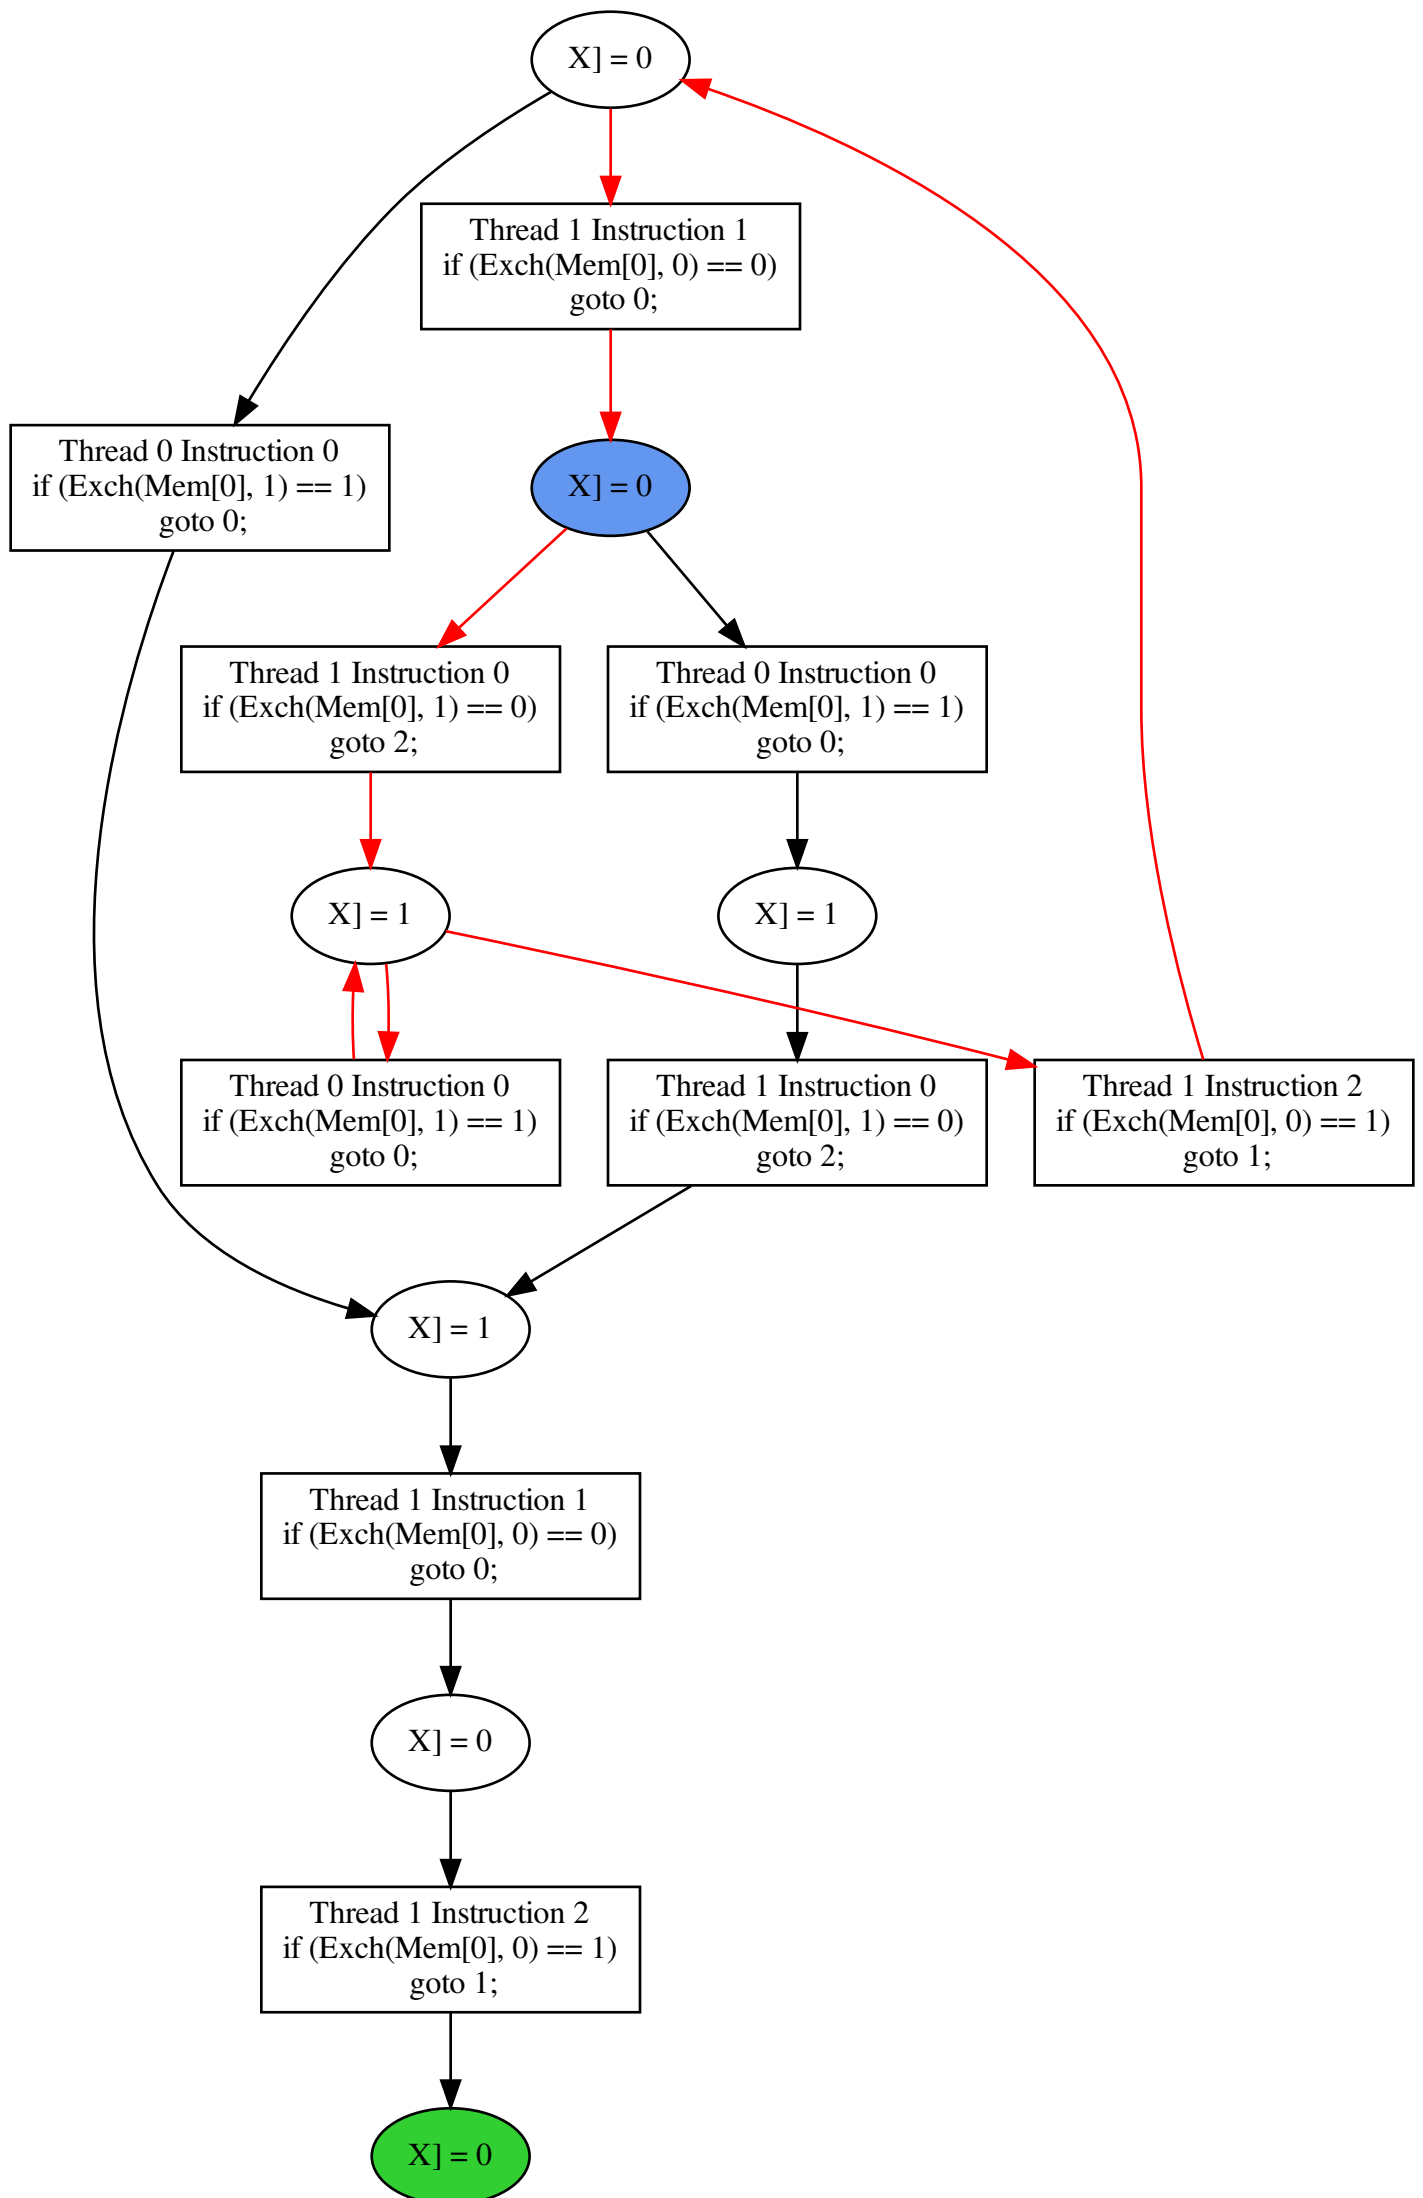 X] = 0
Thread 1 Instruction 1
if (Exch(Mem[0], 0) == 0)
goto 0;
Thread 0 Instruction 0
if (Exch(Mem[0], 1) == 1)
goto 0;
X] = 0
Thread 1 Instruction 0
if (Exch(Mem[0], 1) == 0)
goto 2;
Thread 0 Instruction 0
if (Exch(Mem[0], 1) == 1)
goto 0;
X] = 1
X] = 1
Thread 0 Instruction 0
if (Exch(Mem[0], 1) == 1)
goto 0;
Thread 1 Instruction 0
if (Exch(Mem[0], 1) == 0)
goto 2;
Thread 1 Instruction 2
if (Exch(Mem[0], 0) == 1)
goto 1;
X] = 1
Thread 1 Instruction 1
if (Exch(Mem[0], 0) == 0)
goto 0;
X] = 0
Thread 1 Instruction 2
if (Exch(Mem[0], 0) == 1)
goto 1;
X] = 0